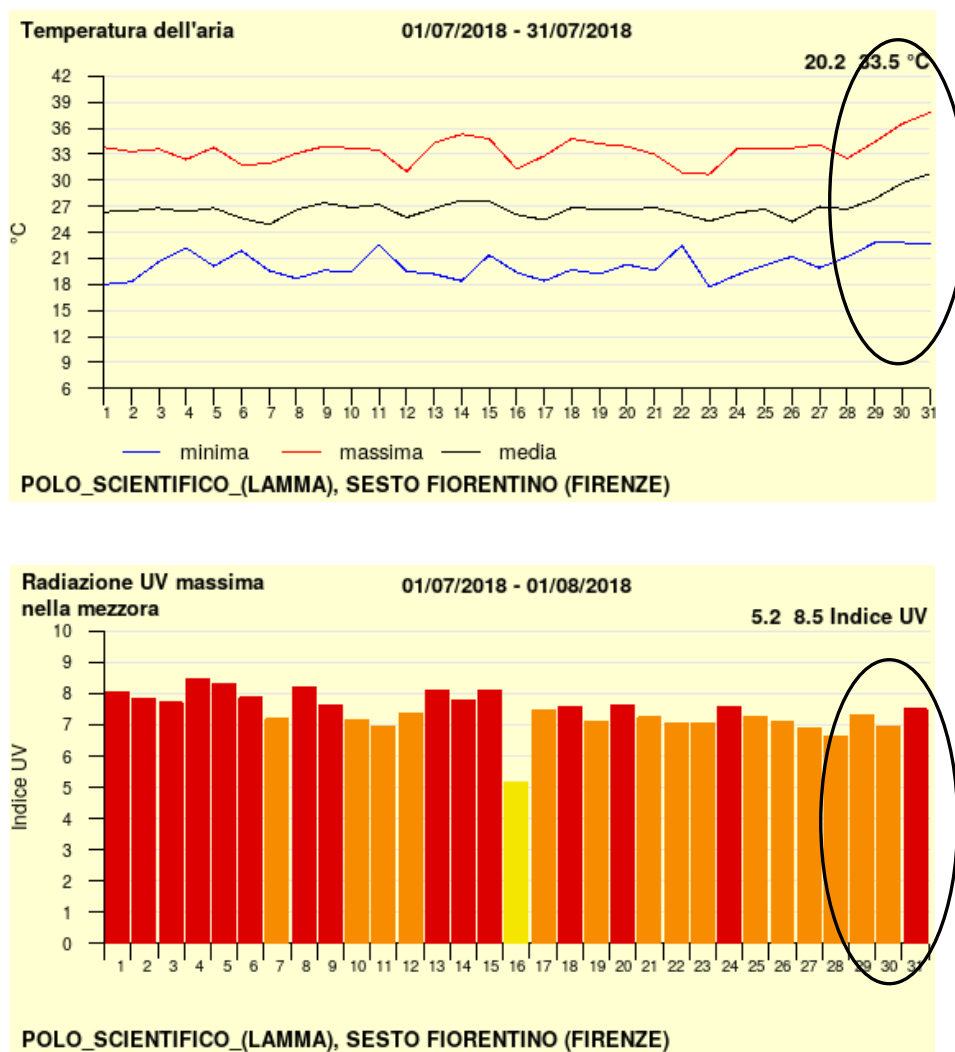 Temperatura dell'aria 01/07/2018 - 31/07/2018
20.2 33.5 °C
42
39
36
33
30
27
24
21
18
15
12
9
6
°C
1 2 3 4 5 6 7 8 9 10 11 12 13 14 15 16 17 18 19 20 21 22 23 24 25 26 27 28 29 30 31
minima massima media
POLO_SCIENTIFICO_(LAMMA), SESTO FIORENTINO (FIRENZE)
Radiazione UV massima 01/07/2018 - 01/08/2018
nella mezzora
5.2 8.5 Indice UV
10
9
8
7
6
5
4
3
2
1
0
Indice UV
1 2 3 4 5 6 7 8 9 10 11 12 13 14 15 16 17 18 19 20 21 22 23 24 25 26 27 28 29 30 31
POLO_SCIENTIFICO_(LAMMA), SESTO FIORENTINO (FIRENZE)